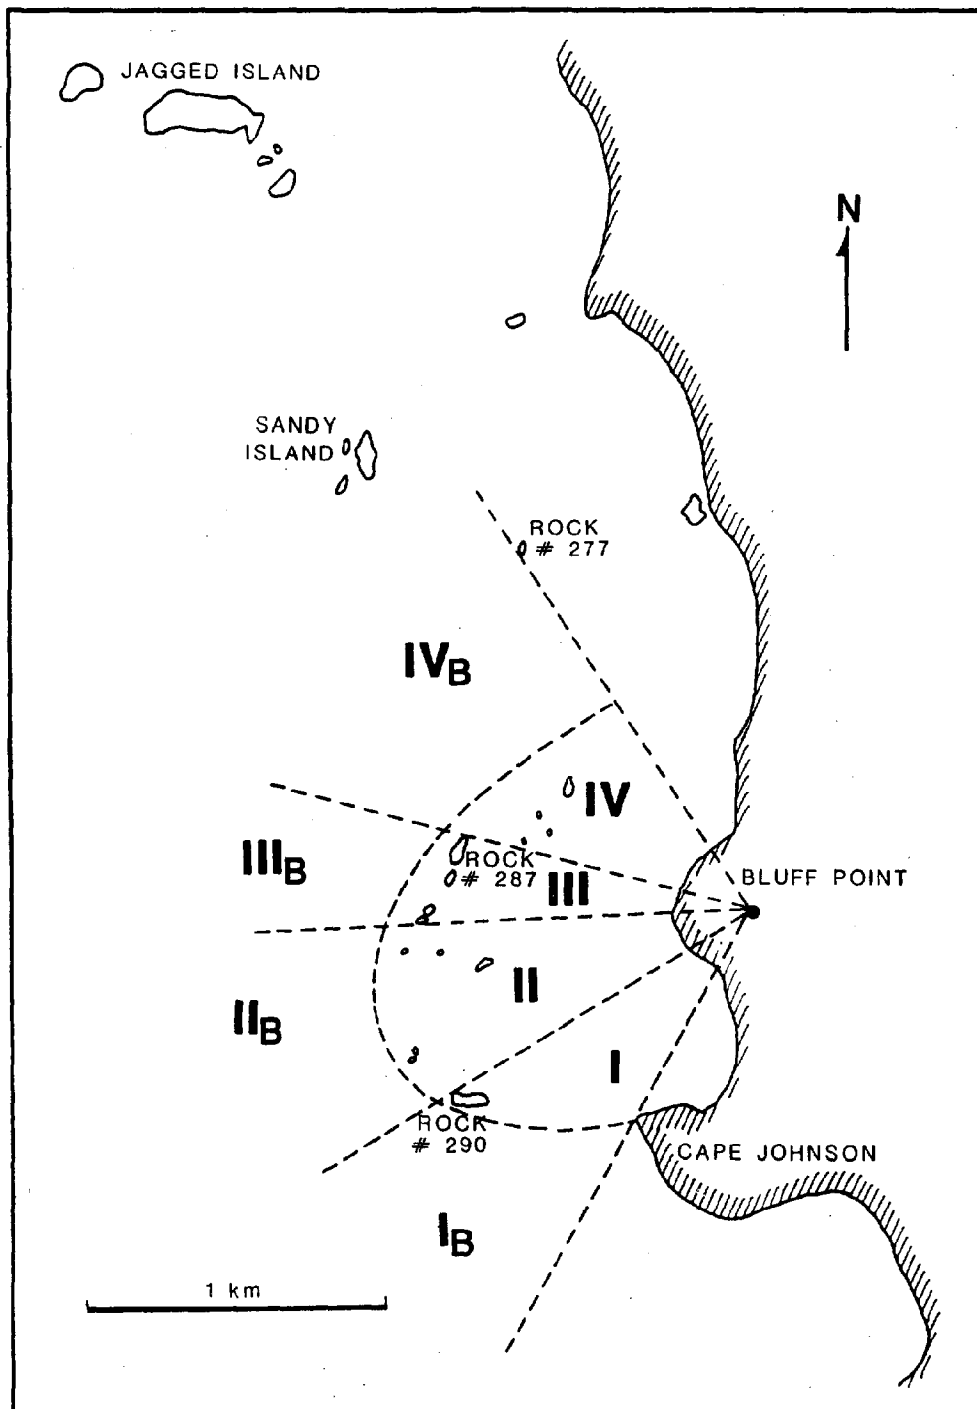 JAGGED ISLAND
N
SANDY
ISLAND
ROCK
# 277
IVB
IV
IIIB
ROCK
# 287
III
BLUFF POINT
II
IIB
I
ROCK
# 290
CAPE JOHNSON
IB
1 km